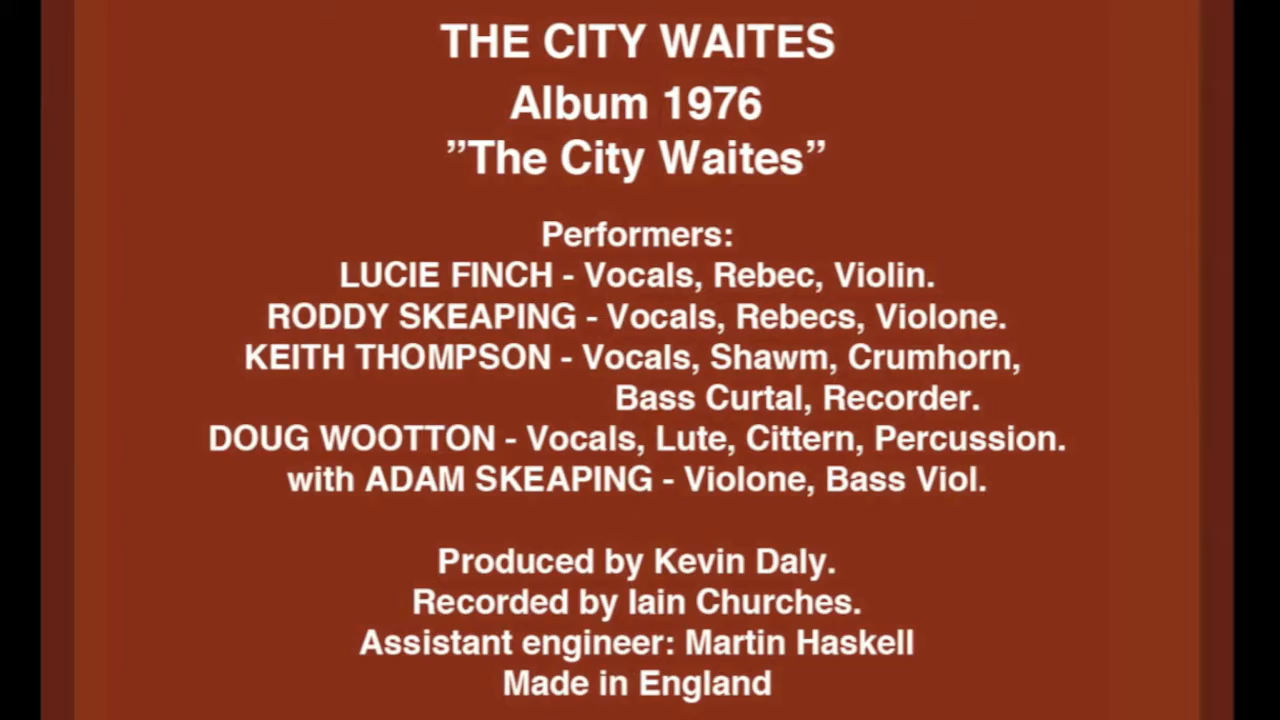 THE CITY WAITES
Album 1976
”The City Waites”
Performers:
LUCIE FINCH - Vocals, Rebec, Violin.
RODDY SKEAPING - Vocals, Rebecs, Violone.
KEITH THOMPSON - Vocals, Shawm, Crumhorn,
Bass Curtal, Recorder.
DOUG WOOTTON - Vocals, Lute, Cittern, Percussion.
with ADAM SKEAPING - Violone, Bass Viol.
Produced by Kevin Daly.
Recorded by Iain Churches.
Assistant engineer: Martin Haskell
Made in England